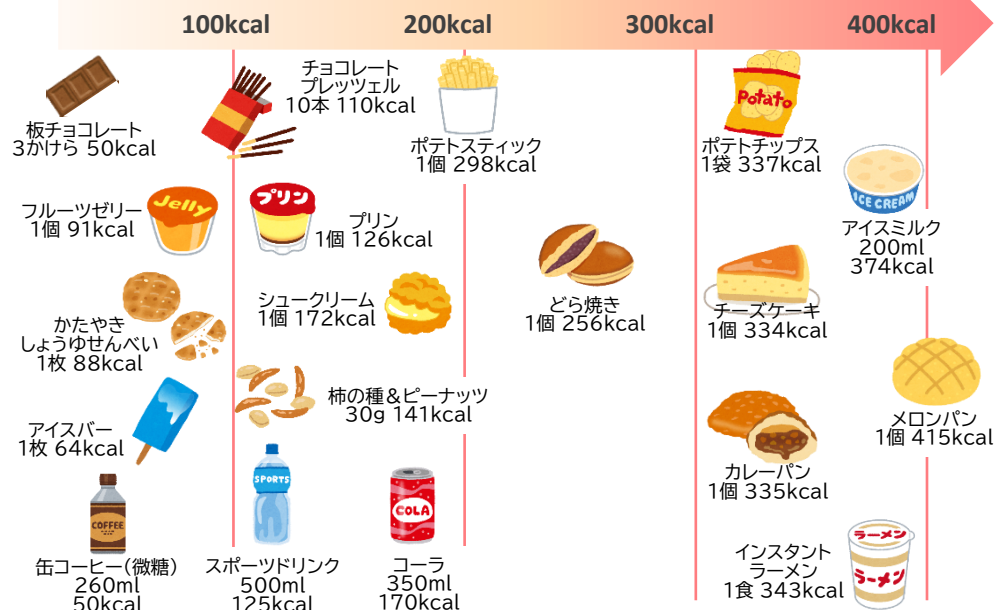 100kcal
200kcal
300kcal
400kcal
板チョコレート
3かけら 50kcal
チョコレート
プレッツェル
10本 110kcal
ポテトスティック
1個 298kcal
Potato
ポテトチップス
1袋 337kcal
ICE CREAM
アイスミルク
200ml
374kcal
Jelly
フルーツゼリー
1個 91kcal
プリン
プリン
1個 126kcal
かたやき
しょうゆせんべい
1枚 88kcal
シュークリーム
1個 172kcal
どら焼き
1個 256kcal
チーズケーキ
1個 334kcal
アイスバー
1枚 64kcal
柿の種&ピーナッツ
30g 141kcal
カレーパン
1個 335kcal
メロンパン
1個 415kcal
COFFEE
缶コーヒー(微糖)
260ml
50kcal
SPORTS
スポーツドリンク
500ml
125kcal
COLA
コーラ
350ml
170kcal
インスタント
ラーメン
1食 343kcal
ラーメン
ラーメン